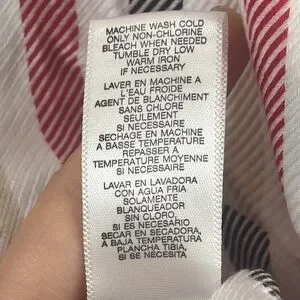 MACHINE WASH COLD
ONLY NON-CHLORINE
BLEACH WHEN NEEDED
TUMBLE DRY LOW
WARM IRON
IF NECESSARY
LAVER EN MACHINE A
L'EAU FROIDE
AGENT DE BLANCHIMENT
SANS CHLORE
SEULEMENT
SI NECESSAIRE
SECHAGE EN MACHINE
A BASSE TEMPERATURE
REPASSER A
TEMPERATURE MOYENNE
SI NECESSAIRE
LAVAR EN LAVADORA
CON AGUA FRIA
SOLAMENTE
BLANQUEADOR
SIN CLORO,
SI ES NECESARIO
SECAR EN SECADORA,
A BAJA TEMPERATURA
PLANCHA TIBIA,
SI SE NECESITA